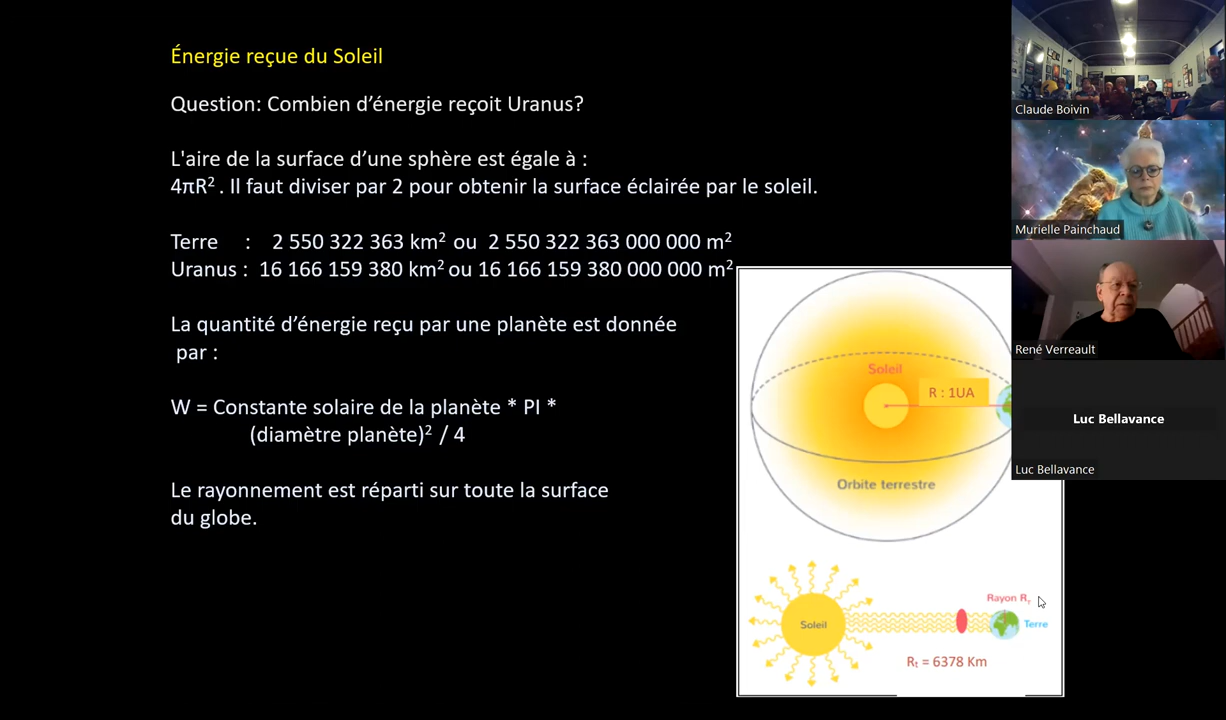 Énergie reçue du Soleil
Question: Combien d’énergie reçoit Uranus?
L'aire de la surface d’une sphère est égale à :
4πR² . Il faut diviser par 2 pour obtenir la surface éclairée par le soleil.
Terre : 2 550 322 363 km² ou 2 550 322 363 000 000 m²
Uranus : 16 166 159 380 km² ou 16 166 159 380 000 000 m²
La quantité d’énergie reçu par une planète est donnée
par :
W = Constante solaire de la planète * PI *
(diamètre planète)² / 4
Le rayonnement est réparti sur toute la surface
du globe.
Soleil
R : 1UA
Orbite terrestre
Soleil
Rayon R_T
Terre
Rₜ = 6378 Km
Claude Boivin
Murielle Painchaud
René Verreault
Luc Bellavance
Luc Bellavance